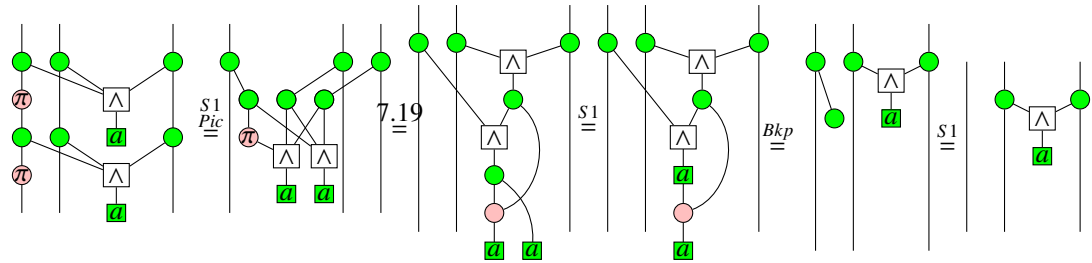 ∧ ∧ ∧
π ∧ ∧ S1 Pic = π 7.19 = S1 = Bkp = a S1 = ∧
a ∧ ∧ ∧ ∧ a
π ∧ a a a
a a a a